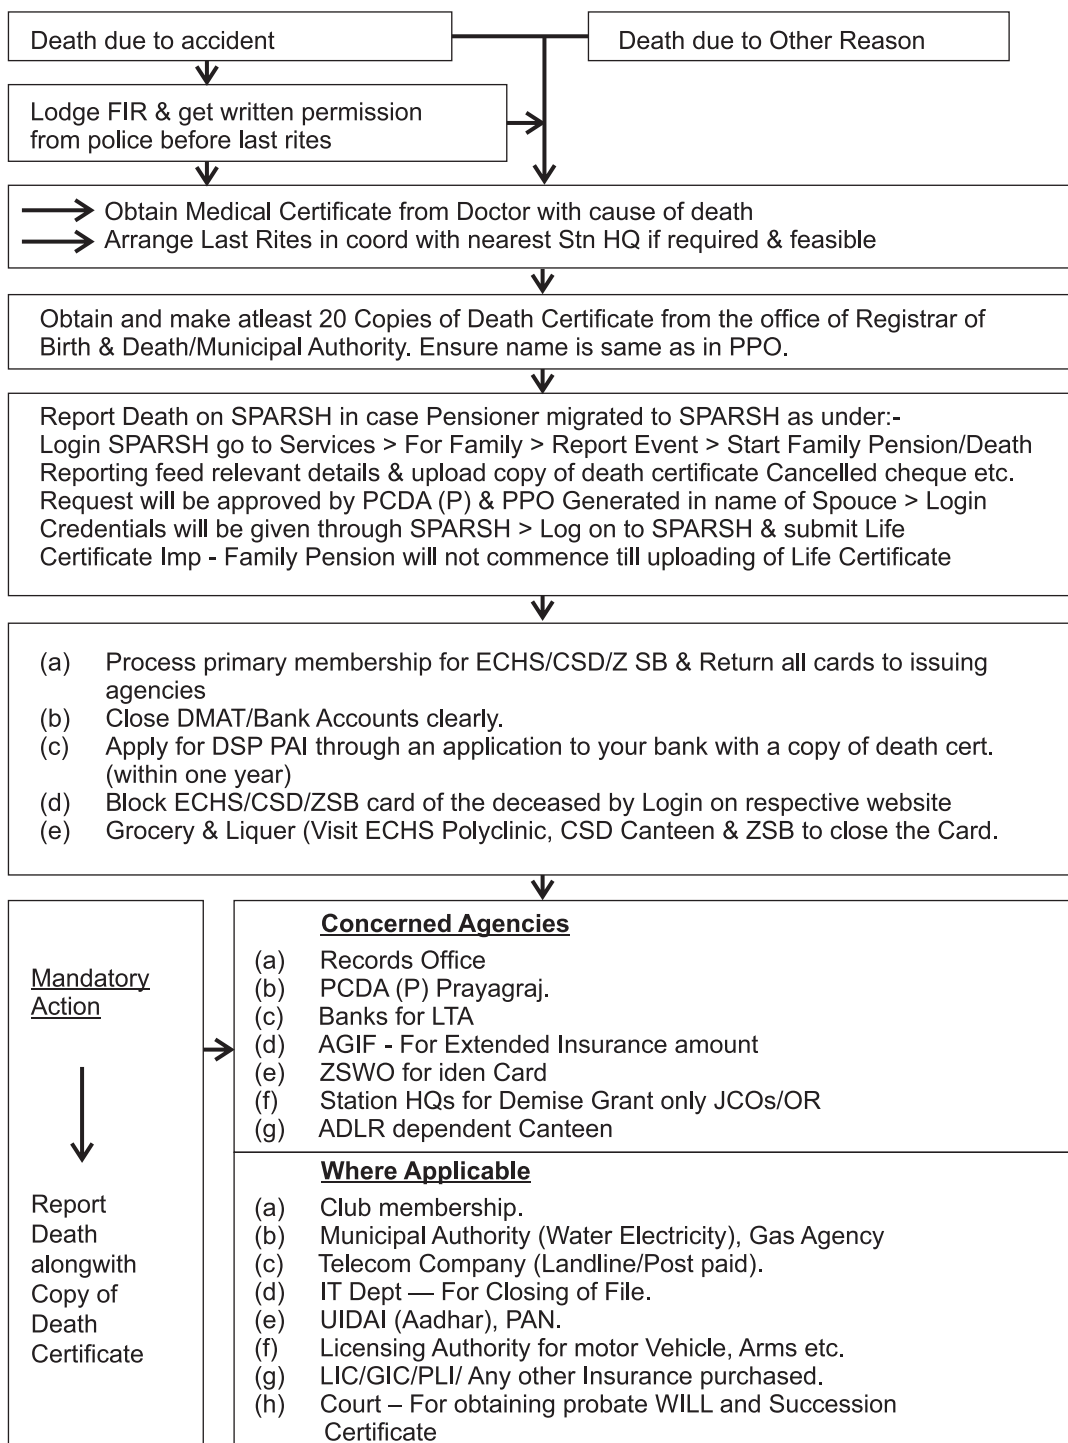 Death due to accident
Death due to Other Reason
Lodge FIR & get written permission
from police before last rites
Obtain Medical Certificate from Doctor with cause of death
Arrange Last Rites in coord with nearest Stn HQ if required & feasible
Obtain and make atleast 20 Copies of Death Certificate from the office of Registrar of
Birth & Death/Municipal Authority. Ensure name is same as in PPO.
Report Death on SPARSH in case Pensioner migrated to SPARSH as under:-
Login SPARSH go to Services > For Family > Report Event > Start Family Pension/Death
Reporting feed relevant details & upload copy of death certificate Cancelled cheque etc.
Request will be approved by PCDA (P) & PPO Generated in name of Spouce > Login
Credentials will be given through SPARSH > Log on to SPARSH & submit Life
Certificate Imp - Family Pension will not commence till uploading of Life Certificate
(a) Process primary membership for ECHS/CSD/Z SB & Return all cards to issuing
agencies
(b) Close DMAT/Bank Accounts clearly.
(c) Apply for DSP PAI through an application to your bank with a copy of death cert.
(within one year)
(d) Block ECHS/CSD/ZSB card of the deceased by Login on respective website
(e) Grocery & Liquer (Visit ECHS Polyclinic, CSD Canteen & ZSB to close the Card.
Mandatory
Action
Report
Death
alongwith
Copy of
Death
Certificate
Concerned Agencies
(a) Records Office
(b) PCDA (P) Prayagraj.
(c) Banks for LTA
(d) AGIF - For Extended Insurance amount
(e) ZSWO for iden Card
(f) Station HQs for Demise Grant only JCOs/OR
(g) ADLR dependent Canteen
Where Applicable
(a) Club membership.
(b) Municipal Authority (Water Electricity), Gas Agency
(c) Telecom Company (Landline/Post paid).
(d) IT Dept — For Closing of File.
(e) UIDAI (Aadhar), PAN.
(f) Licensing Authority for motor Vehicle, Arms etc.
(g) LIC/GIC/PLI/ Any other Insurance purchased.
(h) Court – For obtaining probate WILL and Succession
Certificate